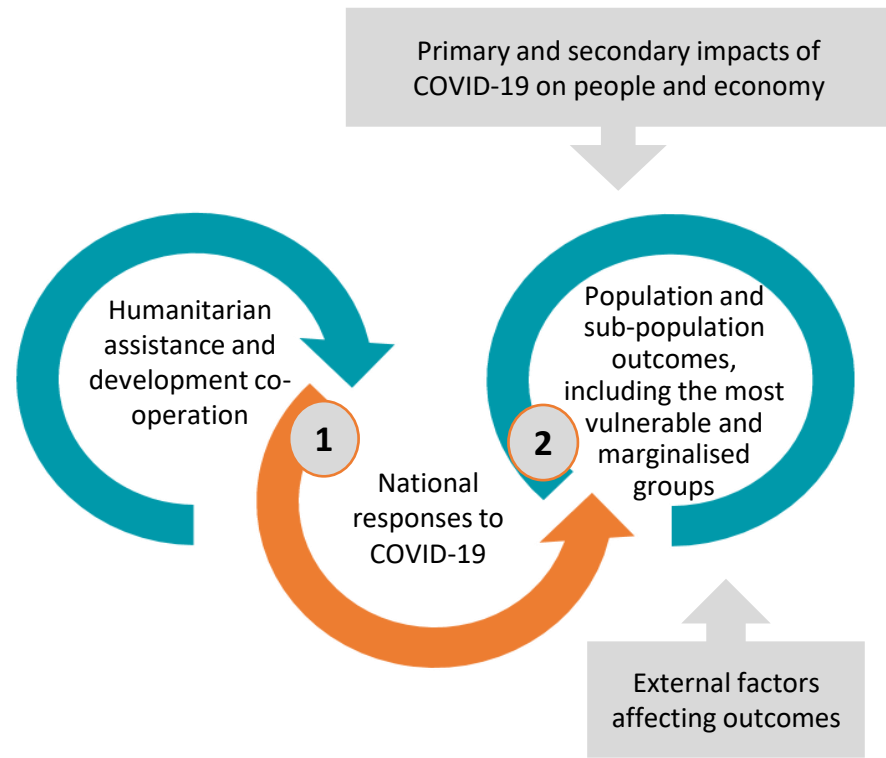 Primary and secondary impacts of
COVID-19 on people and economy
Humanitarian
assistance and
development co-
operation
1
National
responses to
COVID-19
2
Population and
sub-population
outcomes,
including the most
vulnerable and
marginalised
groups
External factors
affecting outcomes